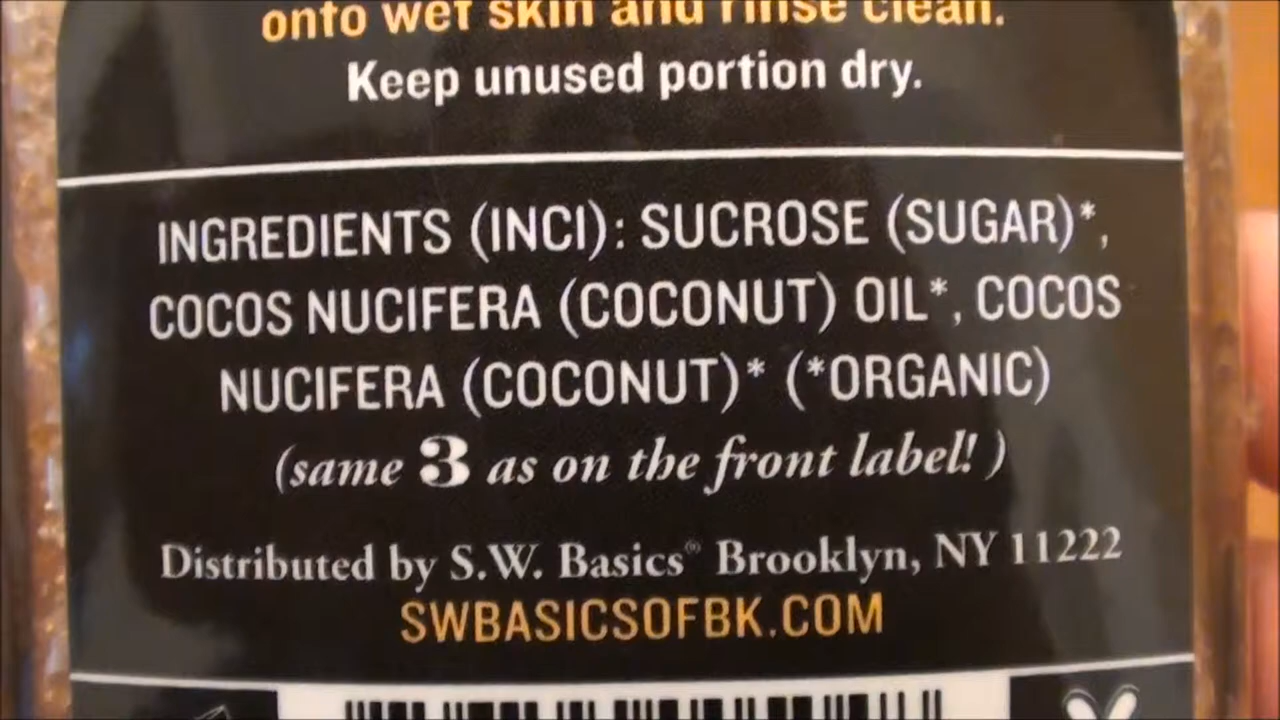 onto wet skin and rinse clean.
Keep unused portion dry.
INGREDIENTS (INCI): SUCROSE (SUGAR)*,
COCOS NUCIFERA (COCONUT) OIL*, COCOS
NUCIFERA (COCONUT)* (*ORGANIC)
(same 3 as on the front label! )
Distributed by S.W. Basics® Brooklyn, NY 11222
SWBASICSOFBK.COM